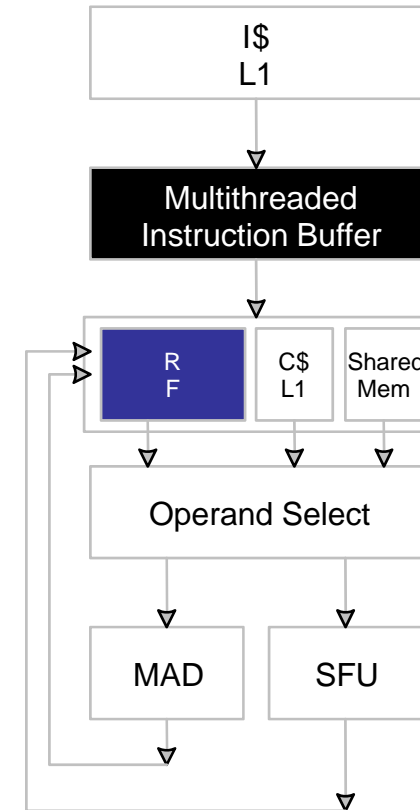 I$
L1
Multithreaded
Instruction Buffer
R
F
C$
L1
Shared
Mem
Operand Select
MAD
SFU